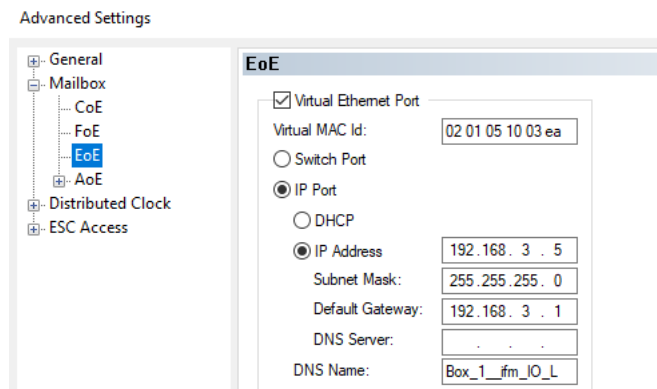 Advanced Settings
General
Mailbox
CoE
FoE
EoE
AoE
Distributed Clock
ESC Access
EoE
Virtual Ethernet Port
Virtual MAC Id: 02 01 05 10 03 ea
Switch Port
IP Port
DHCP
IP Address 192.168. 3 . 5
Subnet Mask: 255.255.255. 0
Default Gateway: 192.168. 3 . 1
DNS Server: . . .
DNS Name: Box_1__ifm_IO_L